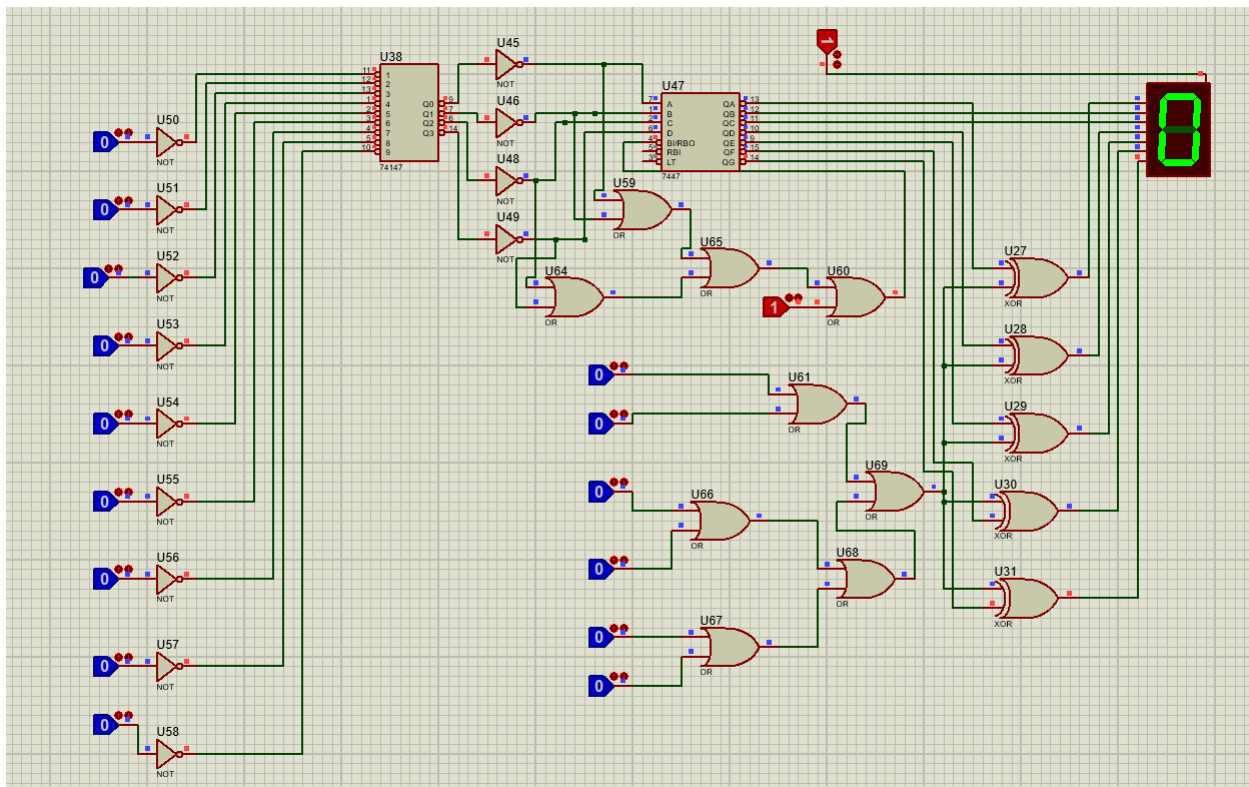 U38
11 1
12 2
13 3
1 4
2 5
3 6
4 7
5 8
10 9
Q0 9
Q1 7
Q2 6
Q3 14
74147
U45
NOT
U46
NOT
U48
NOT
U49
NOT
U47
7 A
1 B
2 C
6 D
4 BI/RBO
5 RBI
3 LT
QA 13
QB 12
QC 11
QD 10
QE 9
QF 15
QG 14
7447
1
0
0 U50
NOT
0 U51
NOT
0 U52
NOT
0 U53
NOT
0 U54
NOT
0 U55
NOT
0 U56
NOT
0 U57
NOT
0 U58
NOT
U59
OR
U64
OR
U65
OR
1
U60
OR
0
0
U61
OR
0
0
U66
OR
0
0
U67
OR
U68
OR
U69
OR
U27
XOR
U28
XOR
U29
XOR
U30
XOR
U31
XOR